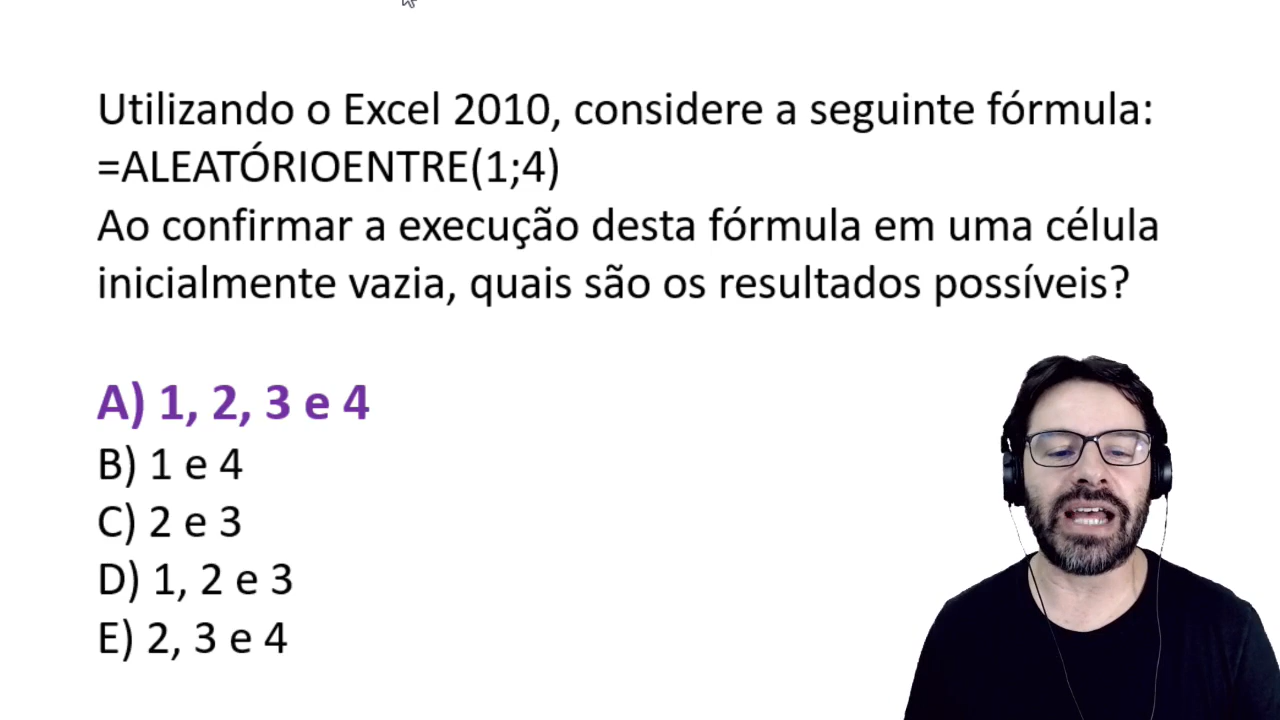 Utilizando o Excel 2010, considere a seguinte fórmula:
=ALEATÓRIOENTRE(1;4)
Ao confirmar a execução desta fórmula em uma célula
inicialmente vazia, quais são os resultados possíveis?
A) 1, 2, 3 e 4
B) 1 e 4
C) 2 e 3
D) 1, 2 e 3
E) 2, 3 e 4